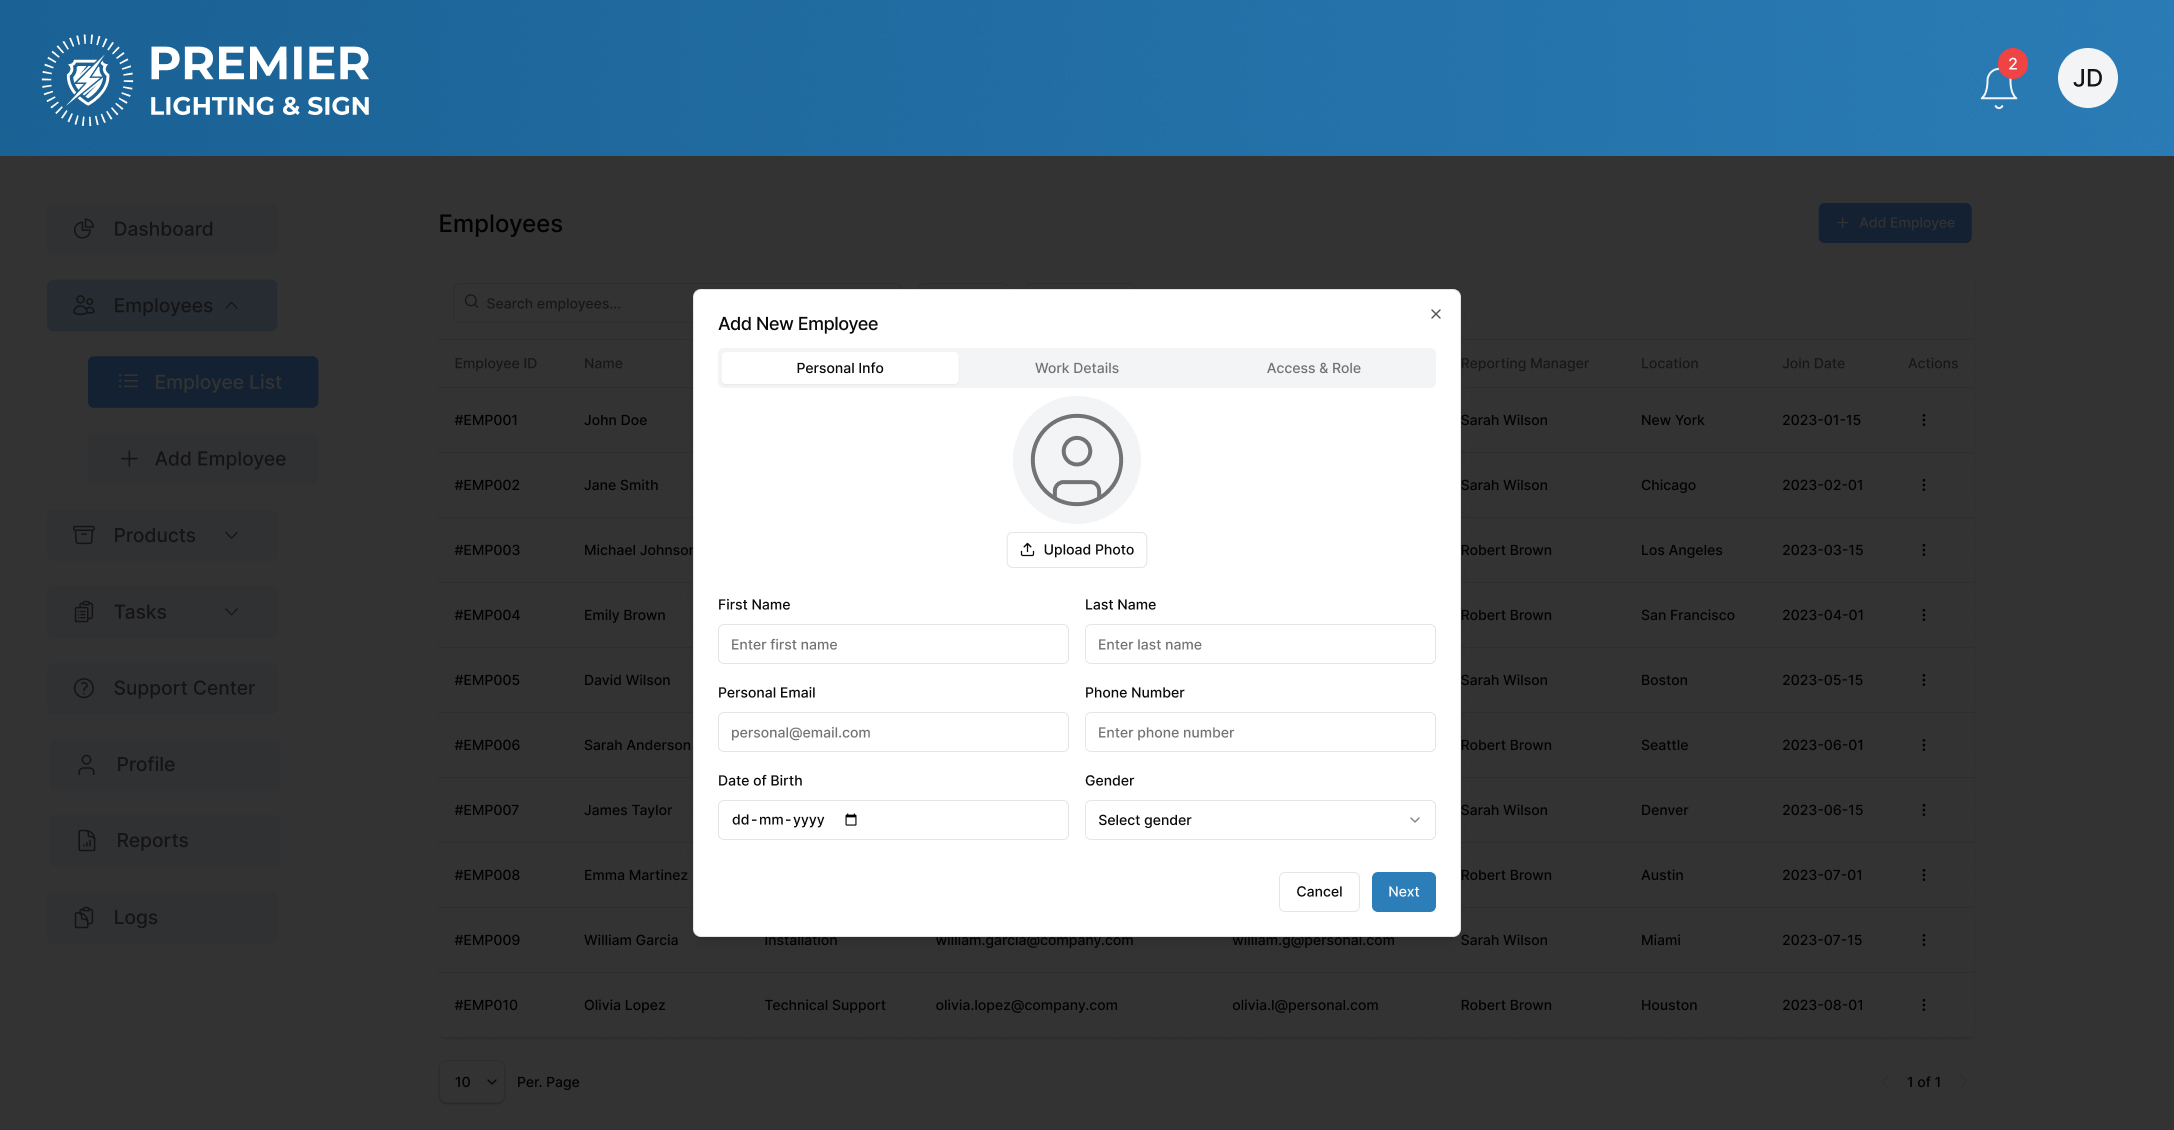 PREMIER
LIGHTING & SIGN
2
JD
Dashboard
Employees
Employee List
Add Employee
Products
Tasks
Support Center
Profile
Reports
Logs
Employees
+ Add Employee
Search employees...
Employee ID Name Reporting Manager Location Join Date Actions
#EMP001 John Doe Sarah Wilson New York 2023-01-15
#EMP002 Jane Smith Sarah Wilson Chicago 2023-02-01
#EMP003 Michael Johnson Robert Brown Los Angeles 2023-03-15
#EMP004 Emily Brown Robert Brown San Francisco 2023-04-01
#EMP005 David Wilson Sarah Wilson Boston 2023-05-15
#EMP006 Sarah Anderson Robert Brown Seattle 2023-06-01
#EMP007 James Taylor Sarah Wilson Denver 2023-06-15
#EMP008 Emma Martinez Robert Brown Austin 2023-07-01
#EMP009 William Garcia Installation william.garcia@company.com william.g@personal.com Sarah Wilson Miami 2023-07-15
#EMP010 Olivia Lopez Technical Support olivia.lopez@company.com olivia.l@personal.com Robert Brown Houston 2023-08-01
10 Per. Page
1 of 1
Add New Employee
Personal Info Work Details Access & Role
Upload Photo
First Name Last Name
Enter first name Enter last name
Personal Email Phone Number
personal@email.com Enter phone number
Date of Birth Gender
dd-mm-yyyy Select gender
Cancel Next